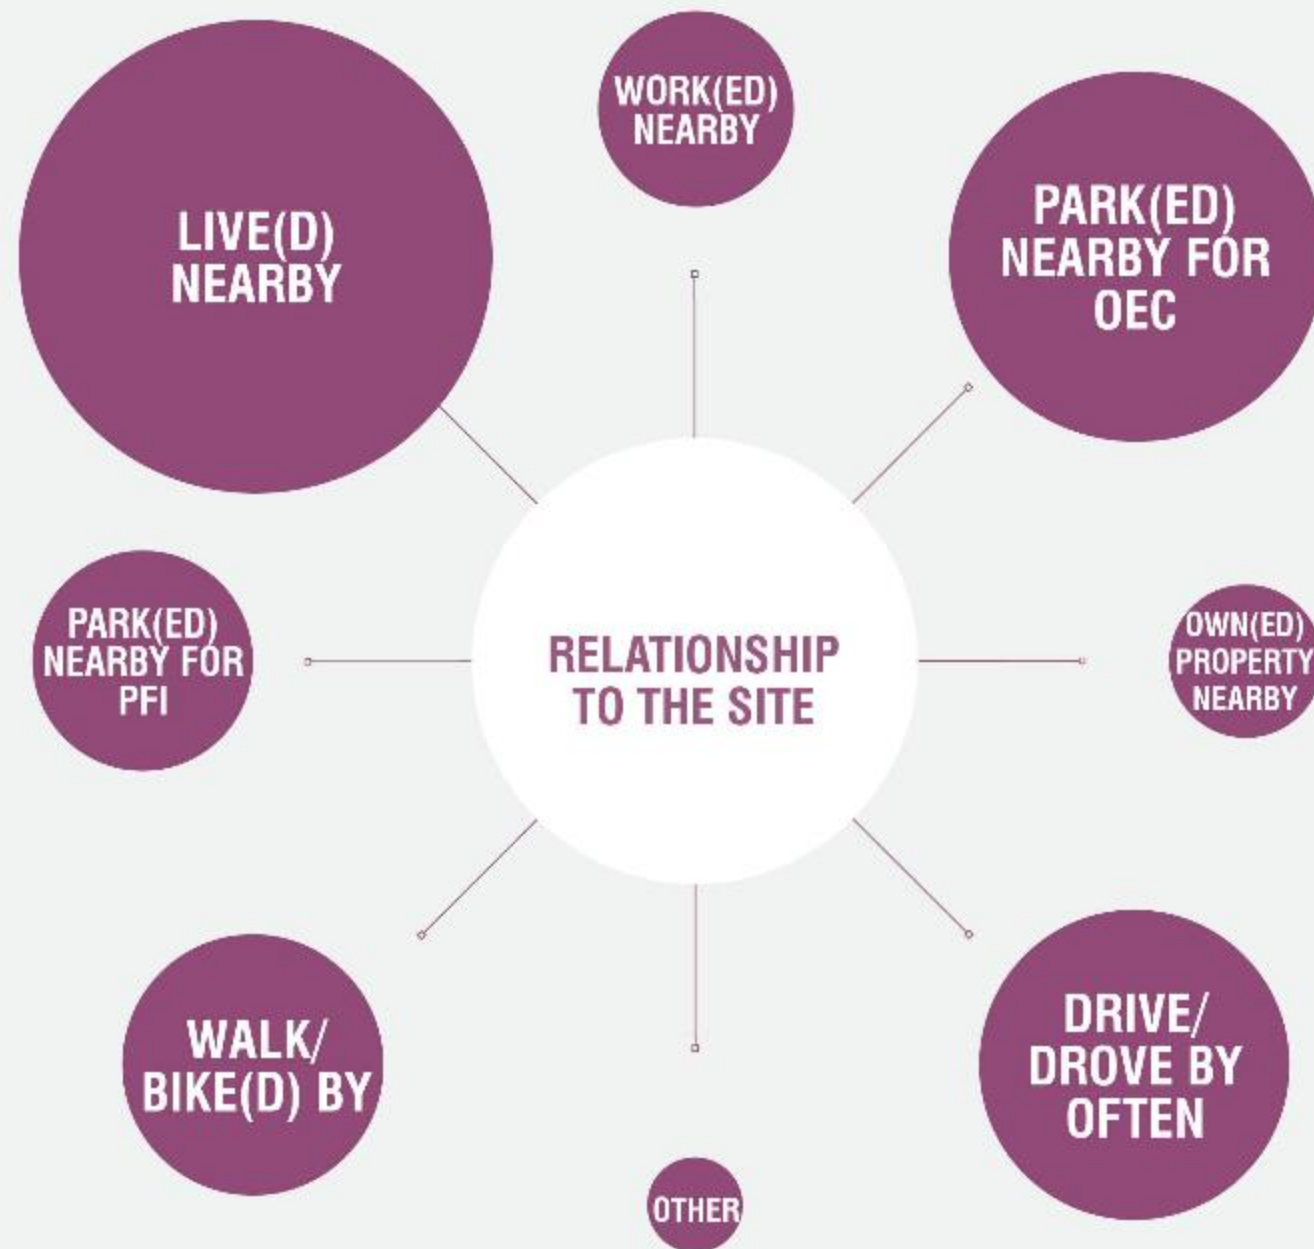 WORK(ED)
NEARBY
LIVE(D)
NEARBY
PARK(ED)
NEARBY FOR
OEC
PARK(ED)
NEARBY FOR
PFI
RELATIONSHIP
TO THE SITE
OWN(ED)
PROPERTY
NEARBY
WALK/
BIKE(D) BY
DRIVE/
DROVE BY
OFTEN
OTHER